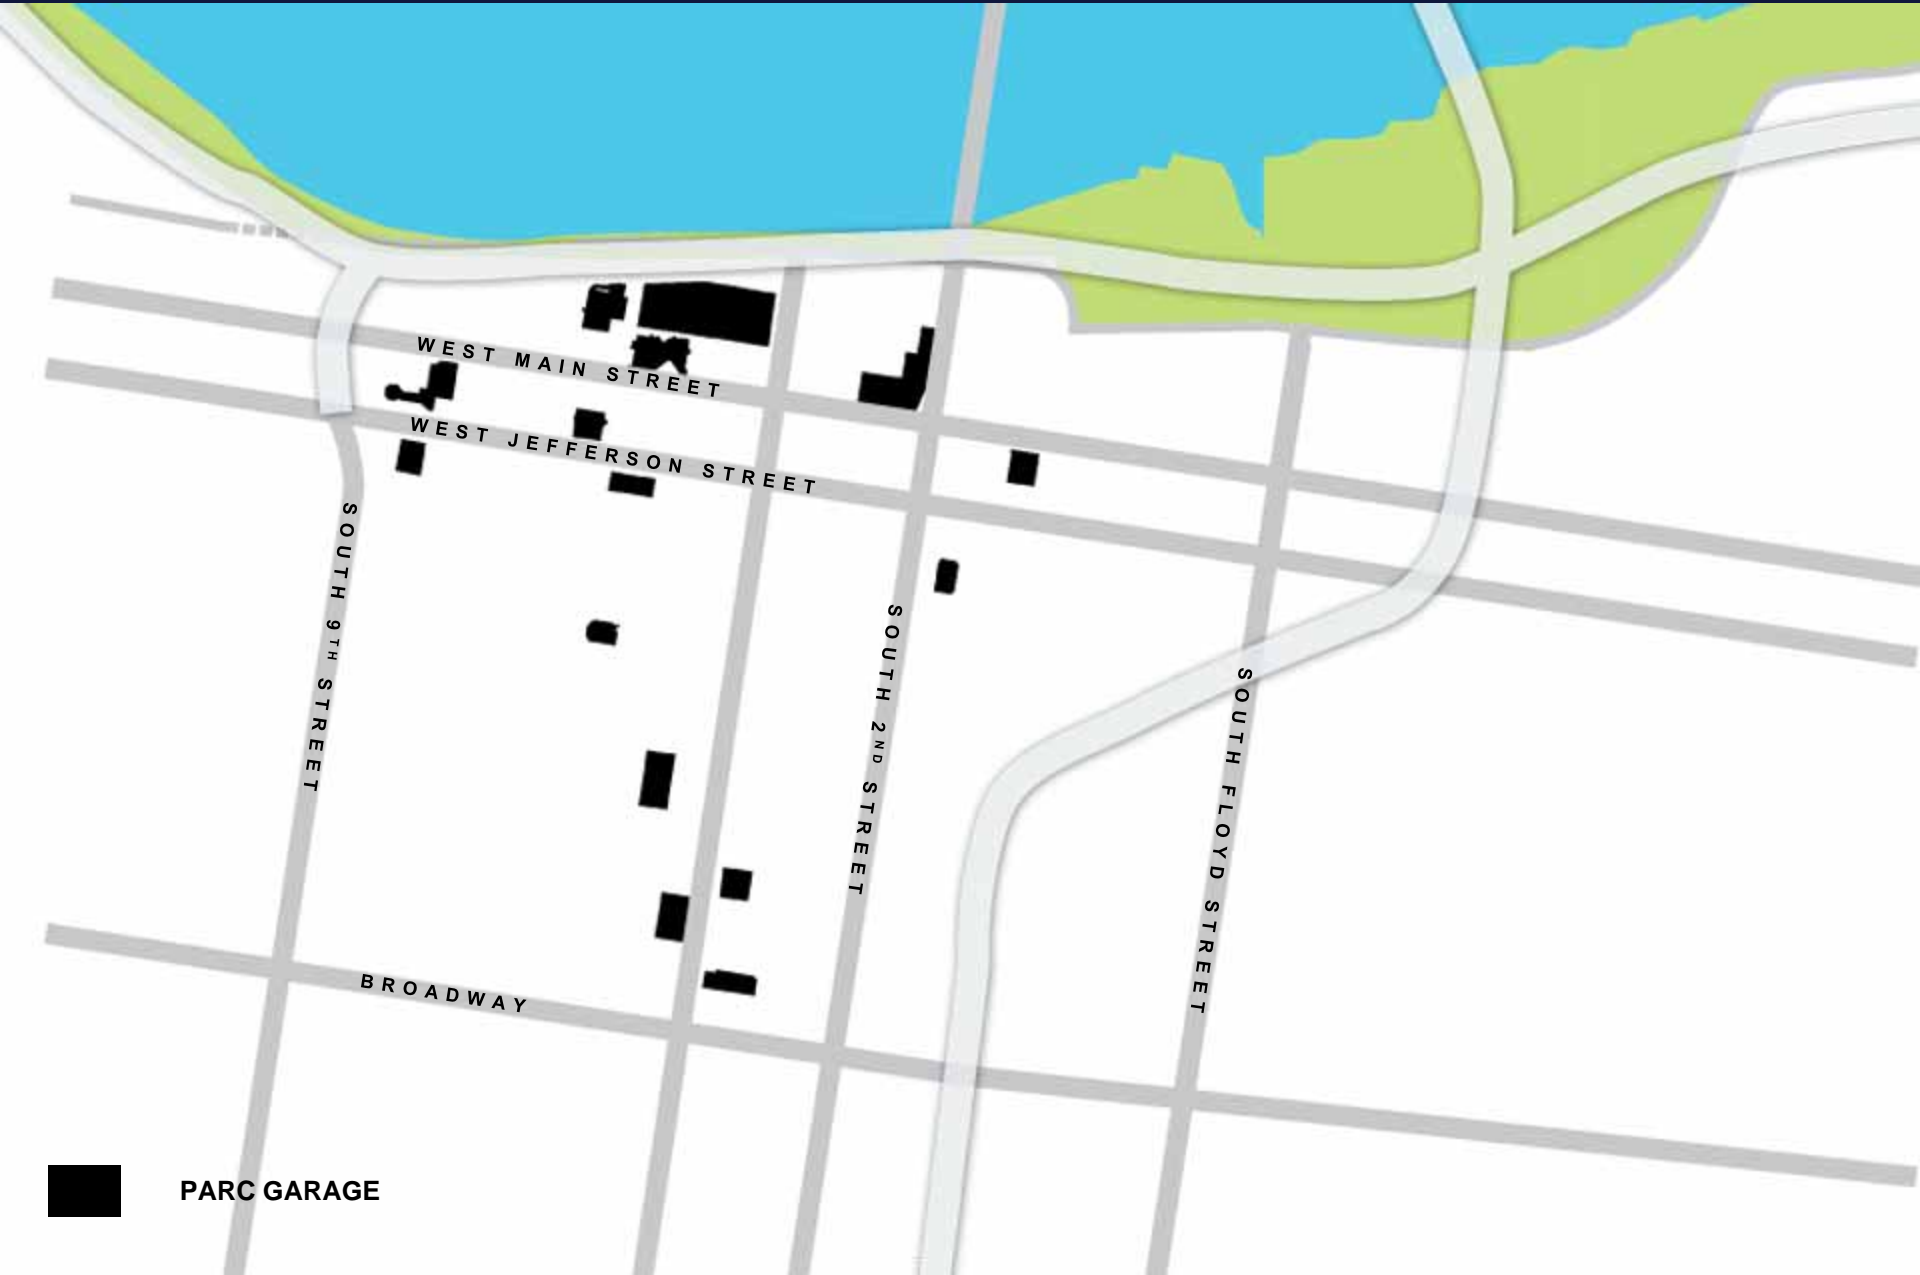 WEST MAIN STREET
WEST JEFFERSON STREET
SOUTH 9TH STREET
SOUTH 2ND STREET
SOUTH FLOYD STREET
BROADWAY
PARC GARAGE